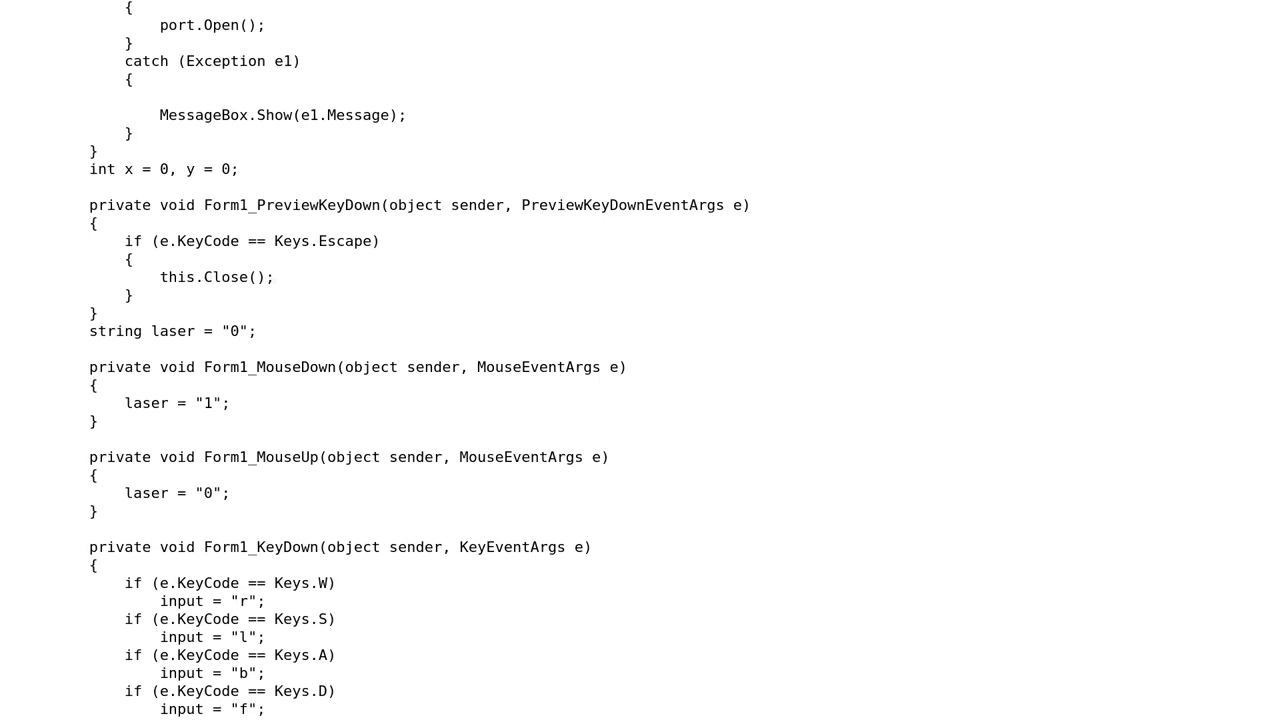 {
port.Open();
}
catch (Exception e1)
{
MessageBox.Show(e1.Message);
}
}
int x = 0, y = 0;
private void Form1_PreviewKeyDown(object sender, PreviewKeyDownEventArgs e)
{
if (e.KeyCode == Keys.Escape)
{
this.Close();
}
}
string laser = "0";
private void Form1_MouseDown(object sender, MouseEventArgs e)
{
laser = "1";
}
private void Form1_MouseUp(object sender, MouseEventArgs e)
{
laser = "0";
}
private void Form1_KeyDown(object sender, KeyEventArgs e)
{
if (e.KeyCode == Keys.W)
input = "r";
if (e.KeyCode == Keys.S)
input = "l";
if (e.KeyCode == Keys.A)
input = "b";
if (e.KeyCode == Keys.D)
input = "f";